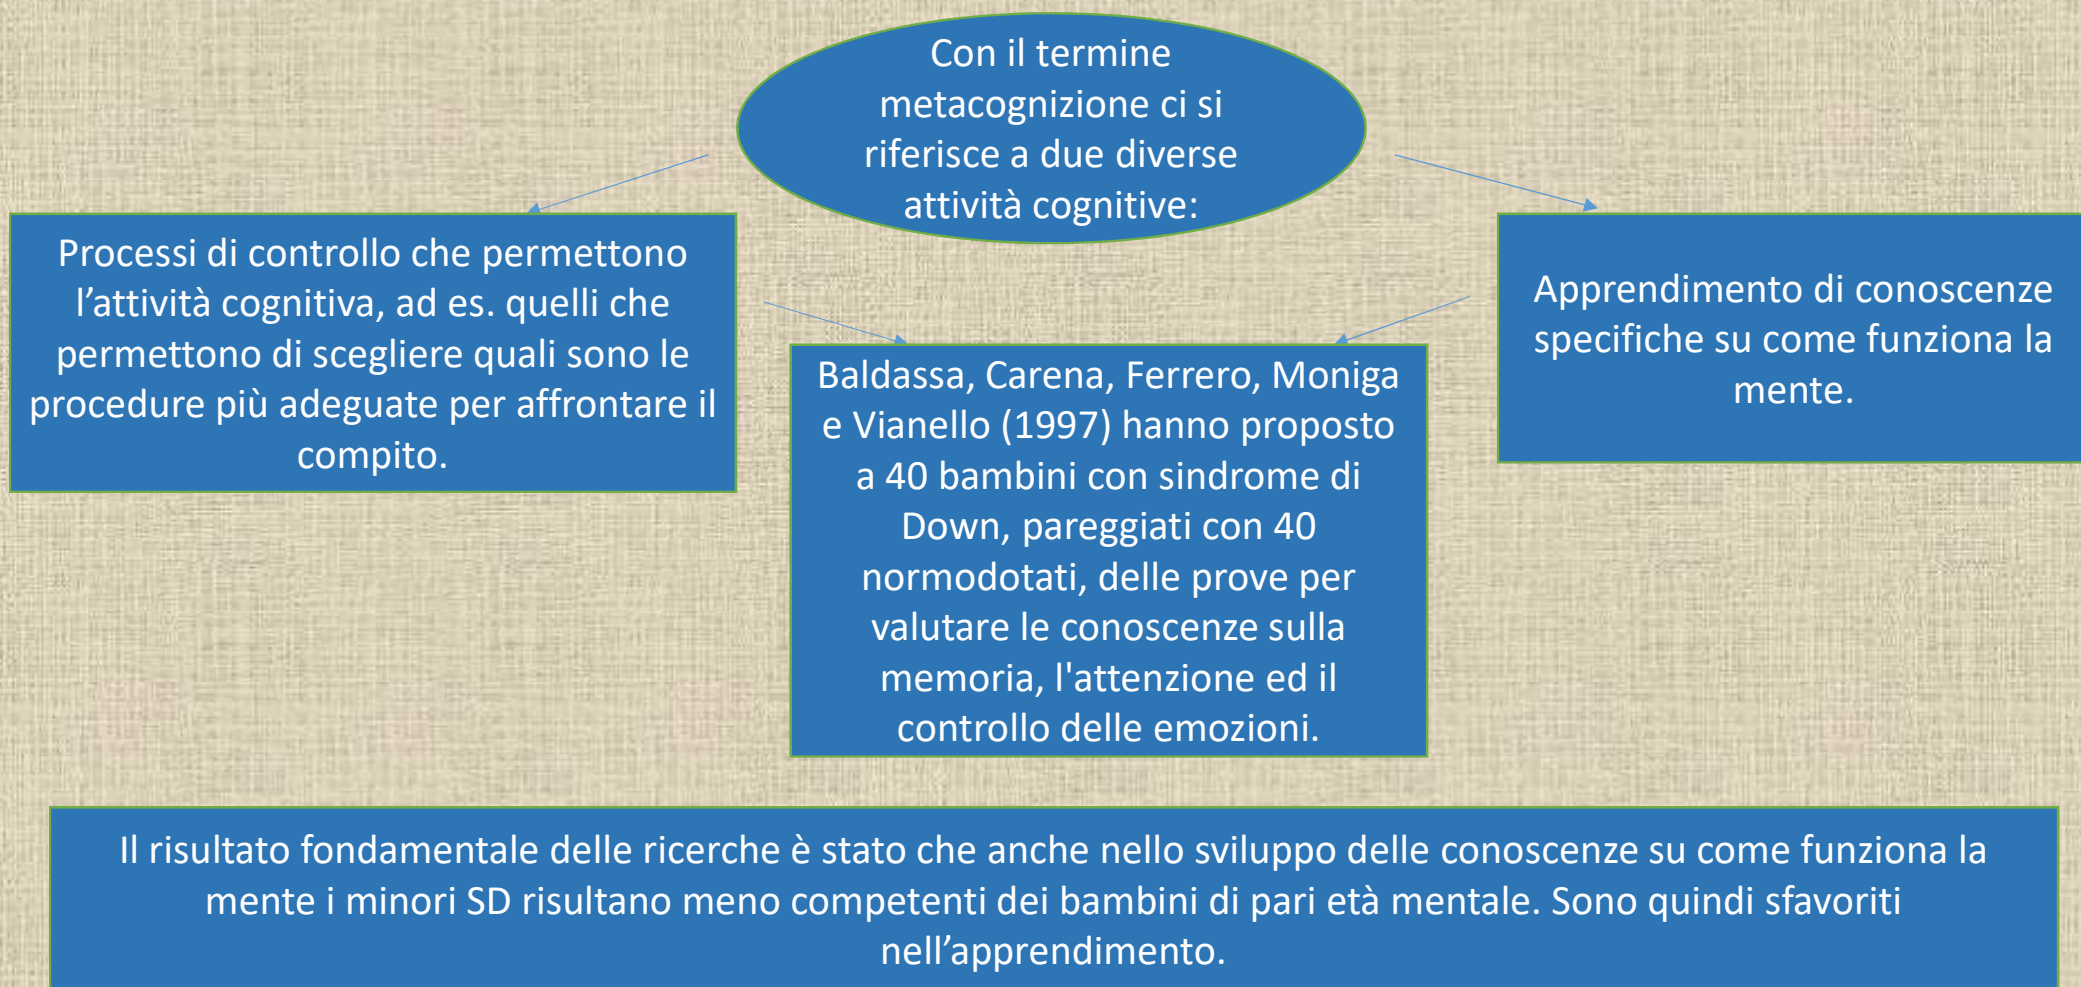 Con il termine
metacognizione ci si
riferisce a due diverse
attività cognitive:
Processi di controllo che permettono
l’attività cognitiva, ad es. quelli che
permettono di scegliere quali sono le
procedure più adeguate per affrontare il
compito.
Apprendimento di conoscenze
specifiche su come funziona la
mente.
Baldassa, Carena, Ferrero, Moniga
e Vianello (1997) hanno proposto
a 40 bambini con sindrome di
Down, pareggiati con 40
normodotati, delle prove per
valutare le conoscenze sulla
memoria, l'attenzione ed il
controllo delle emozioni.
Il risultato fondamentale delle ricerche è stato che anche nello sviluppo delle conoscenze su come funziona la
mente i minori SD risultano meno competenti dei bambini di pari età mentale. Sono quindi sfavoriti
nell’apprendimento.